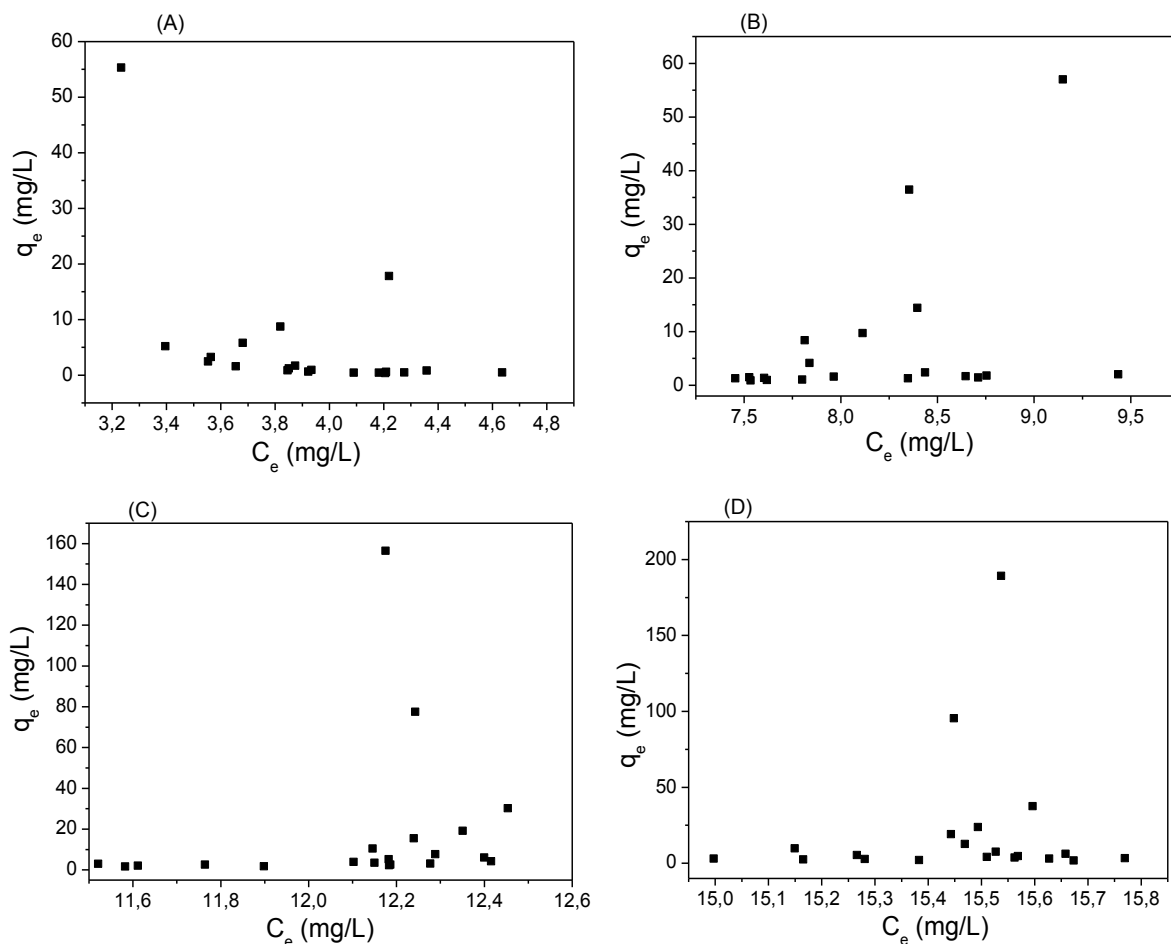 (A)
60
50
40
30
20
10
0
q_e (mg/L)
3,2 3,4 3,6 3,8 4,0 4,2 4,4 4,6 4,8
C_e (mg/L)
(B)
60
50
40
30
20
10
0
q_e (mg/L)
7,5 8,0 8,5 9,0 9,5
C_e (mg/L)
(C)
160
140
120
100
80
60
40
20
0
q_e (mg/L)
11,6 11,8 12,0 12,2 12,4 12,6
C_e (mg/L)
(D)
200
150
100
50
0
q_e (mg/L)
15,0 15,1 15,2 15,3 15,4 15,5 15,6 15,7 15,8
C_e (mg/L)